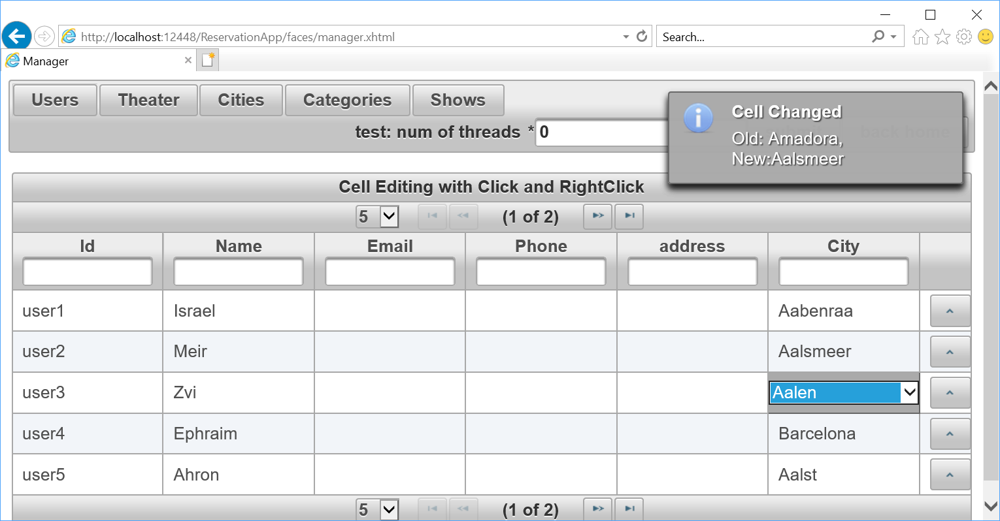 http://localhost:12448/ReservationApp/faces/manager.xhtml
Search...
Manager
Users Theater Cities Categories Shows
test: num of threads * 0
back home
Cell Changed
Old: Amadora,
New:Aalsmeer
Cell Editing with Click and RightClick
5 (1 of 2)
Id Name Email Phone address City
user1 Israel Aabenraa
user2 Meir Aalsmeer
user3 Zvi Aalen
user4 Ephraim Barcelona
user5 Ahron Aalst
5 (1 of 2)